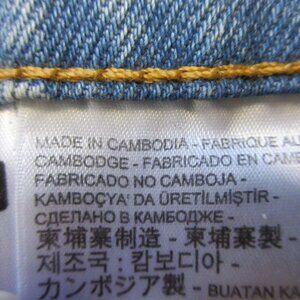 MADE IN CAMBODIA - FABRIQUE AU
CAMBODGE - FABRICADO EN CAM
FABRICADO NO CAMBOJA -
KAMBOÇYA' DA ÜRETİLMİŞTİR -
СДЕЛАНО В КАМБОДЖЕ -
柬埔寨制造 - 柬埔寨製 -
제조국: 캄보디아 -
カンボジア製 - BUATAN KA